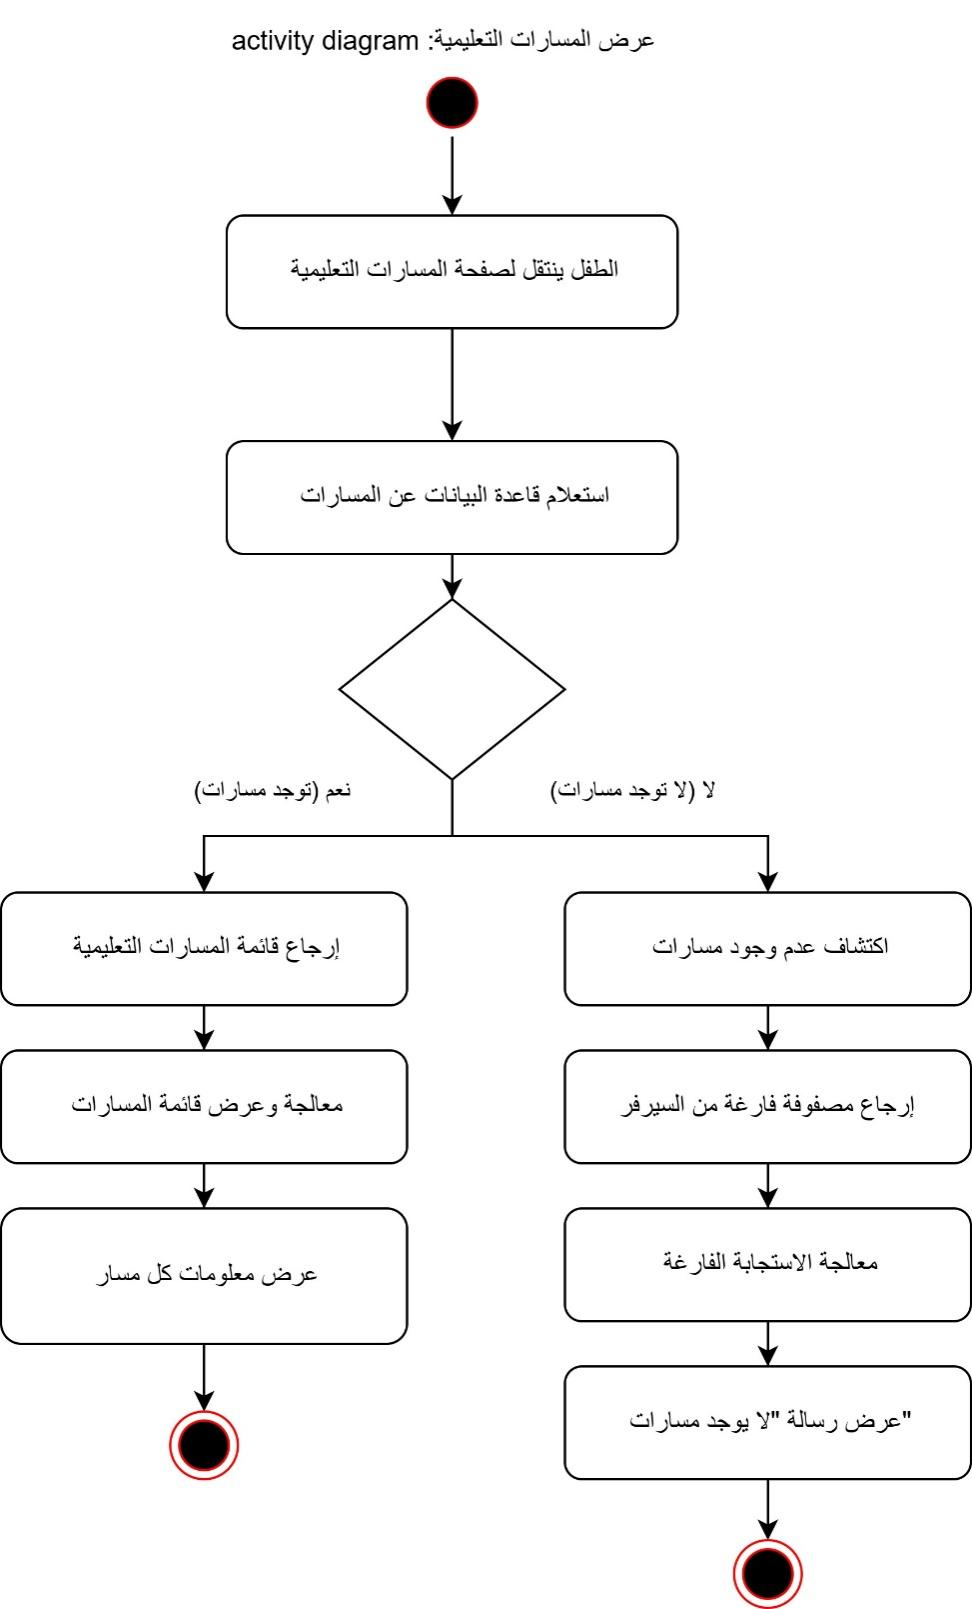 عرض المسارات التعليمية: activity diagram
الطفل ينتقل لصفحة المسارات التعليمية
استعلام قاعدة البيانات عن المسارات
لا (لا توجد مسارات)
نعم (توجد مسارات)
اكتشاف عدم وجود مسارات
إرجاع قائمة المسارات التعليمية
إرجاع مصفوفة فارغة من السيرفر
معالجة وعرض قائمة المسارات
معالجة الاستجابة الفارغة
عرض معلومات كل مسار
"عرض رسالة "لا يوجد مسارات